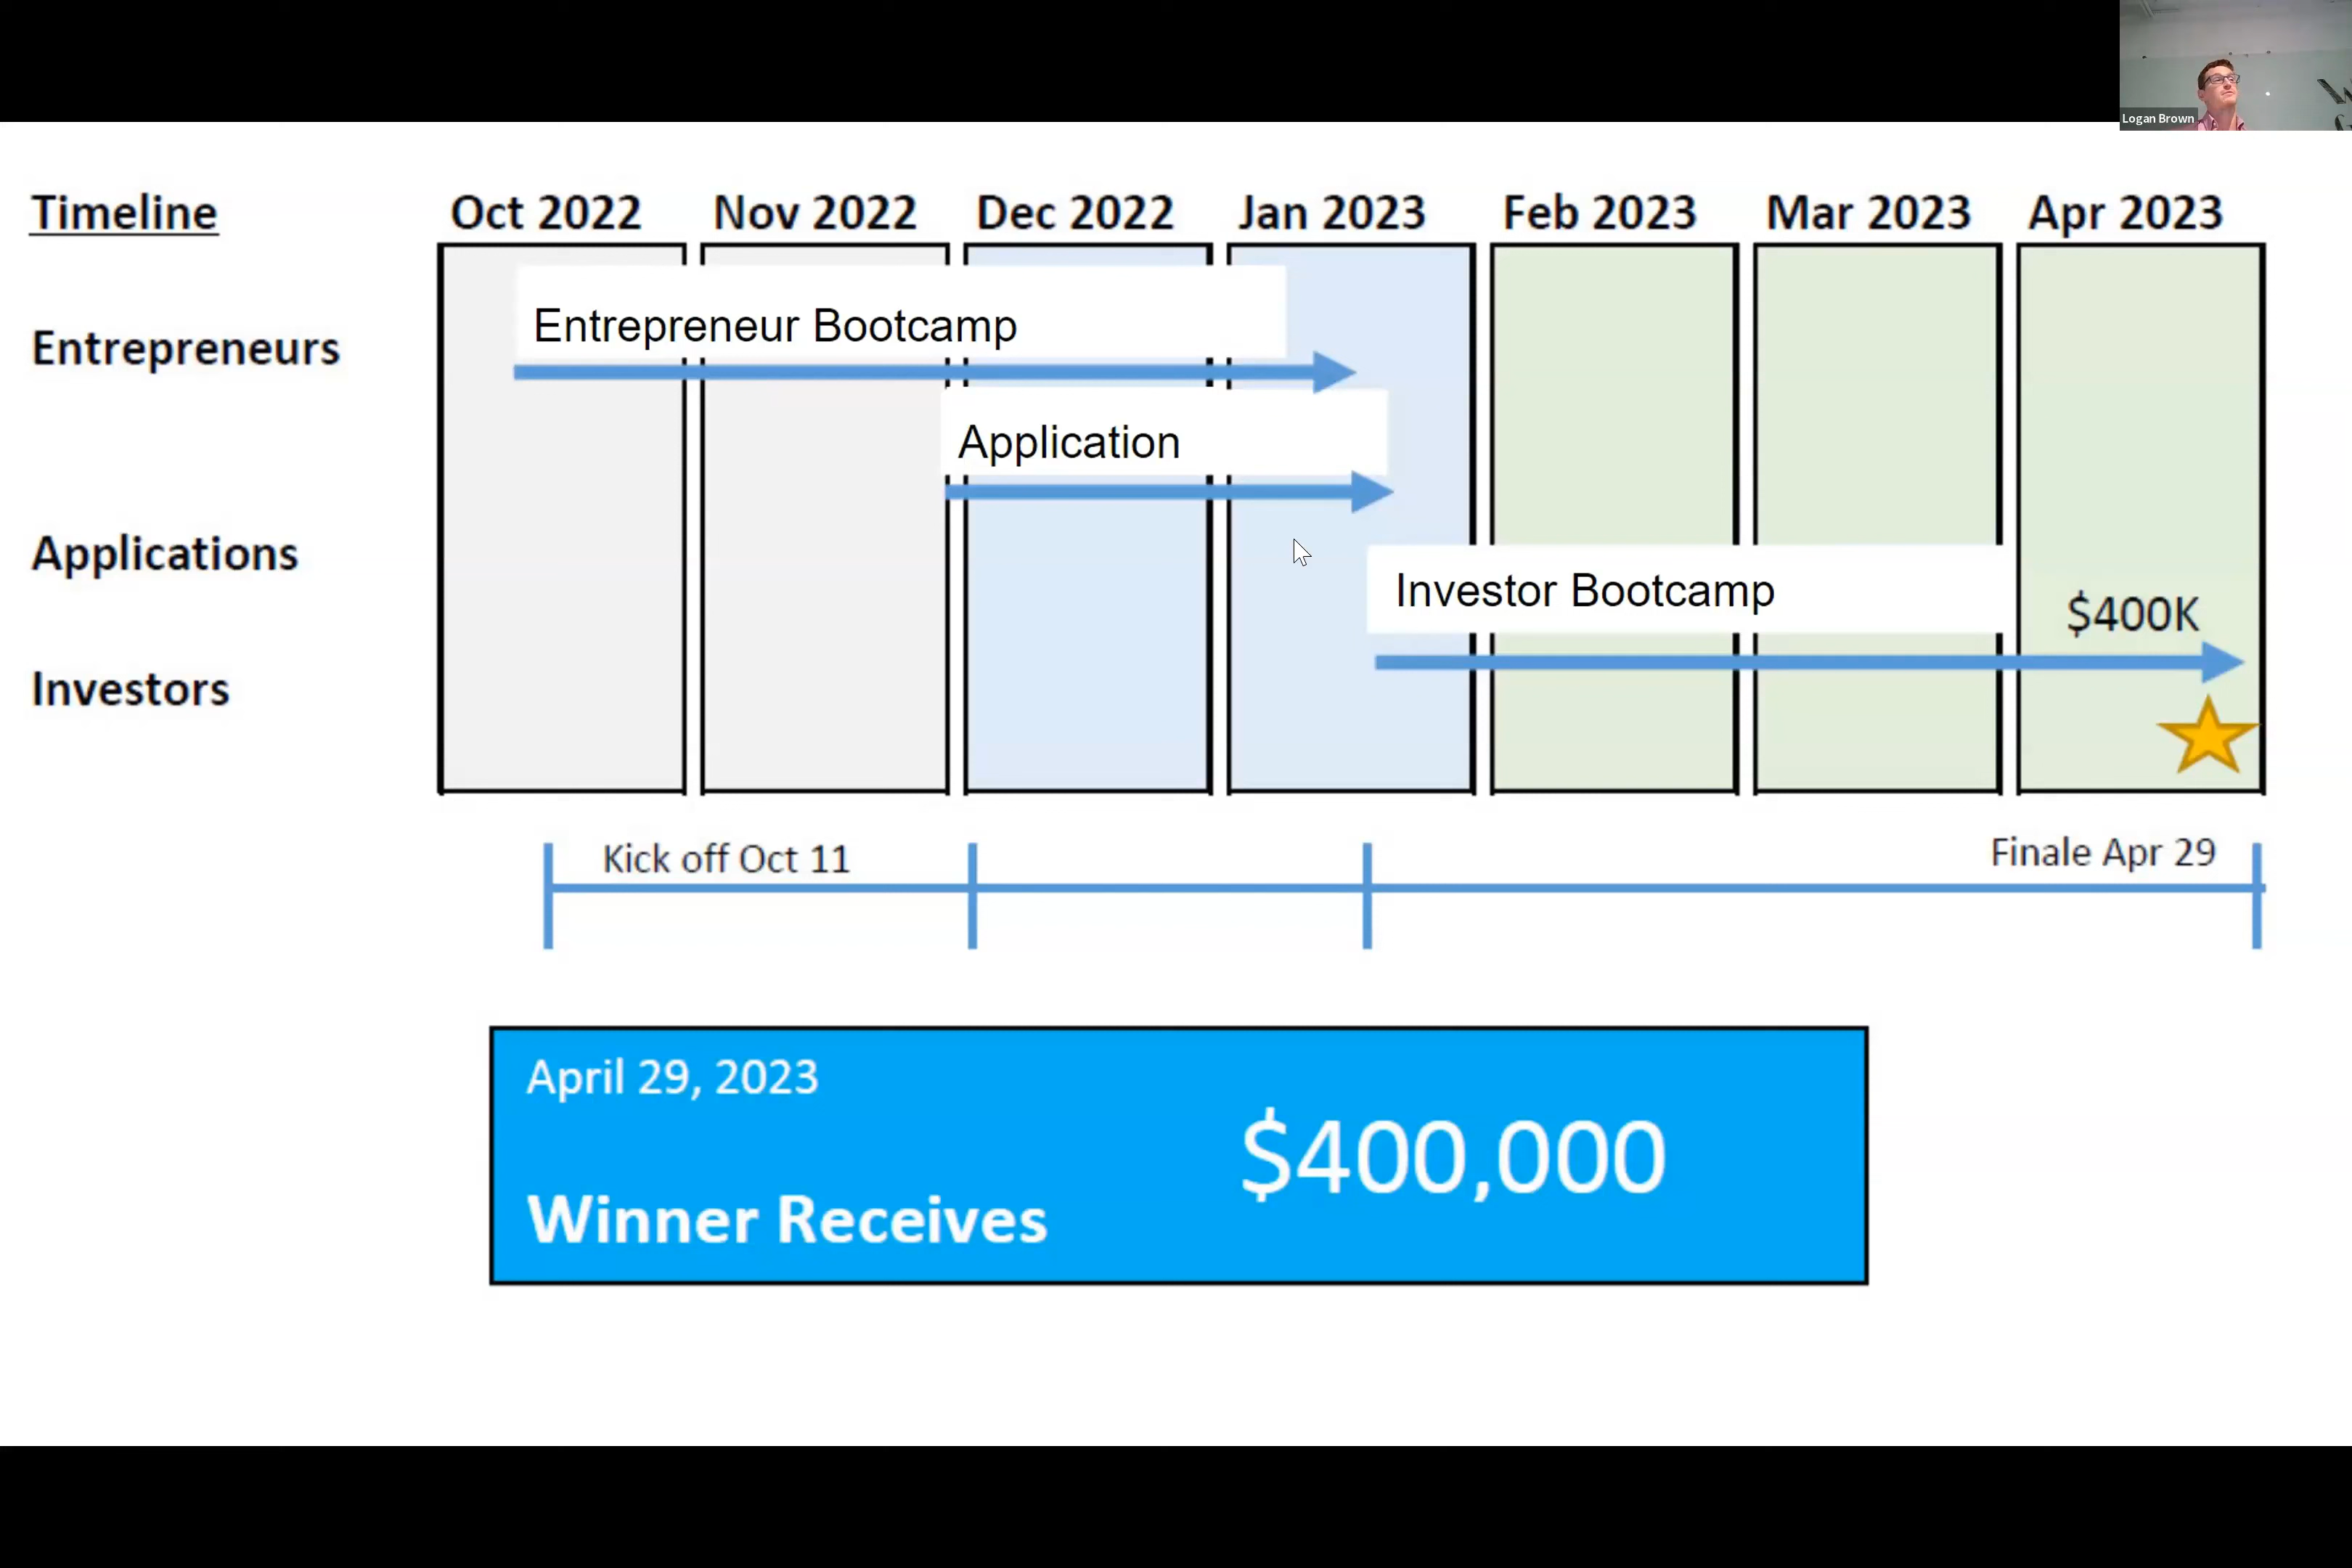 Logan Brown
Timeline
Oct 2022
Nov 2022
Dec 2022
Jan 2023
Feb 2023
Mar 2023
Apr 2023
Entrepreneurs
Entrepreneur Bootcamp
Application
Applications
Investor Bootcamp
$400K
Investors
Kick off Oct 11
Finale Apr 29
April 29, 2023
$400,000
Winner Receives